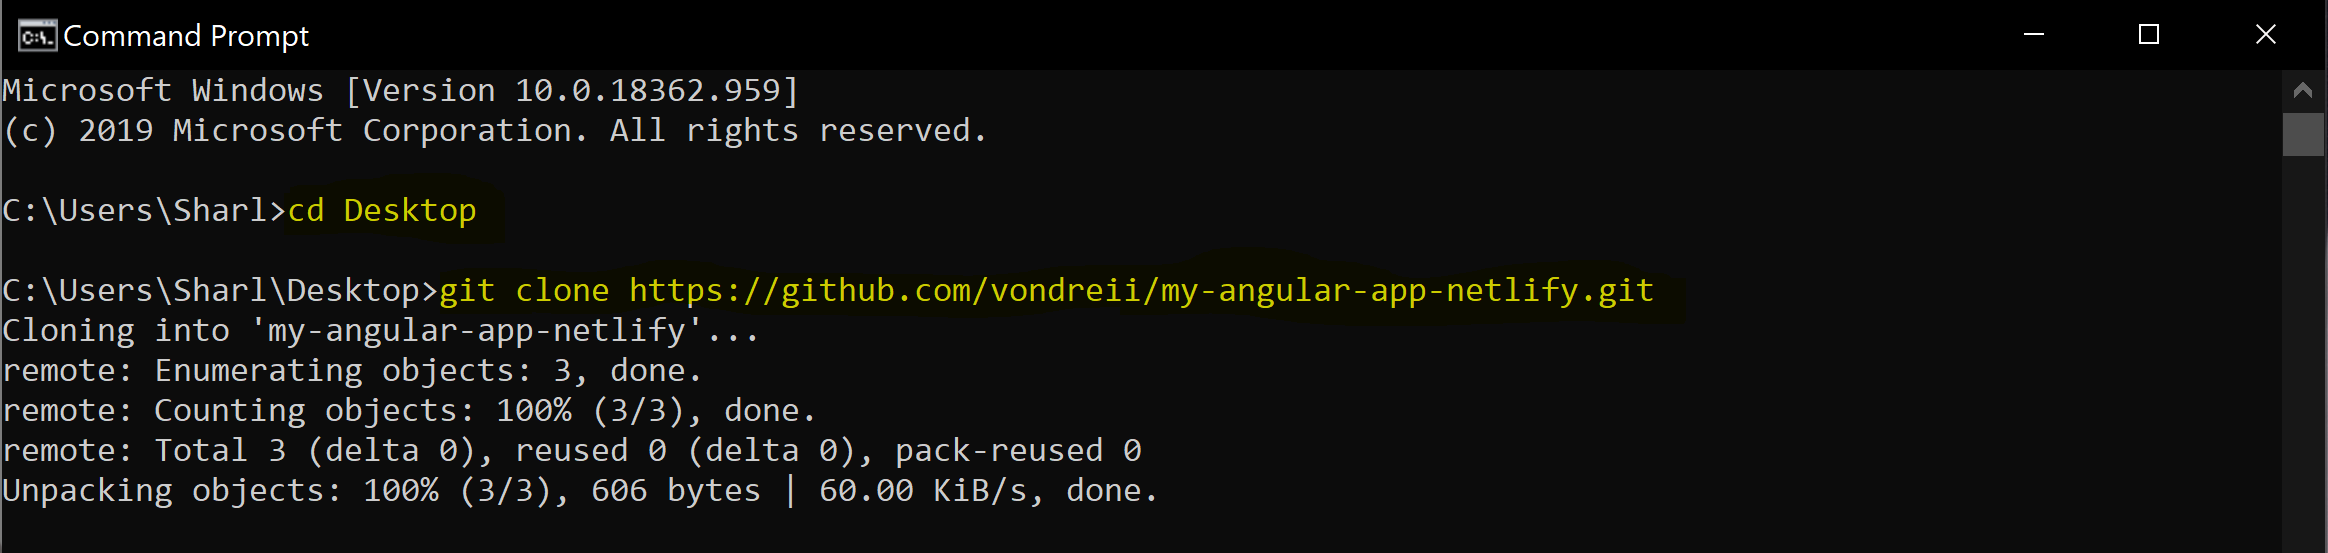 Command Prompt
Microsoft Windows [Version 10.0.18362.959]
(c) 2019 Microsoft Corporation. All rights reserved.
C:\Users\Sharl>cd Desktop
C:\Users\Sharl\Desktop>git clone https://github.com/vondreii/my-angular-app-netlify.git
Cloning into 'my-angular-app-netlify'...
remote: Enumerating objects: 3, done.
remote: Counting objects: 100% (3/3), done.
remote: Total 3 (delta 0), reused 0 (delta 0), pack-reused 0
Unpacking objects: 100% (3/3), 606 bytes | 60.00 KiB/s, done.